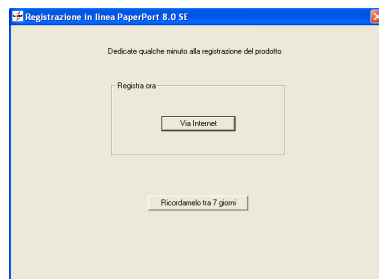 Registrazione in linea PaperPort 8.0 SE
Dedicate qualche minuto alla registrazione del prodotto
Registra ora
Via Internet
Ricordamelo tra 7 giorni